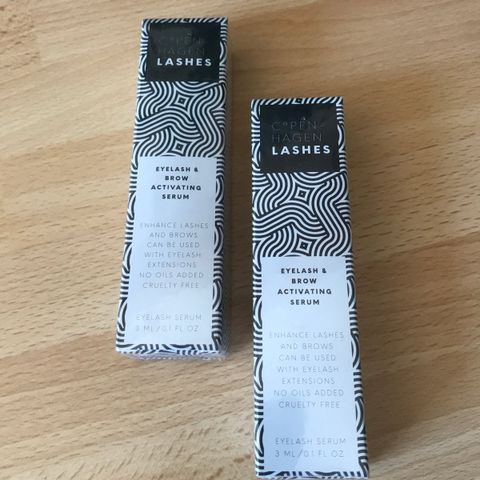 CºPEN-
HAGEN
LASHES
EYELASH &
BROW
ACTIVATING
SERUM
ENHANCE LASHES
AND BROWS
CAN BE USED
WITH EYELASH
EXTENSIONS
NO OILS ADDED
CRUELTY FREE
EYELASH SERUM
3 ML / 0.1 FL.OZ
CºPEN-
HAGEN
LASHES
EYELASH &
BROW
ACTIVATING
SERUM
ENHANCE LASHES
AND BROWS
CAN BE USED
WITH EYELASH
EXTENSIONS
NO OILS ADDED
CRUELTY FREE
EYELASH SERUM
3 ML / 0.1 FL.OZ